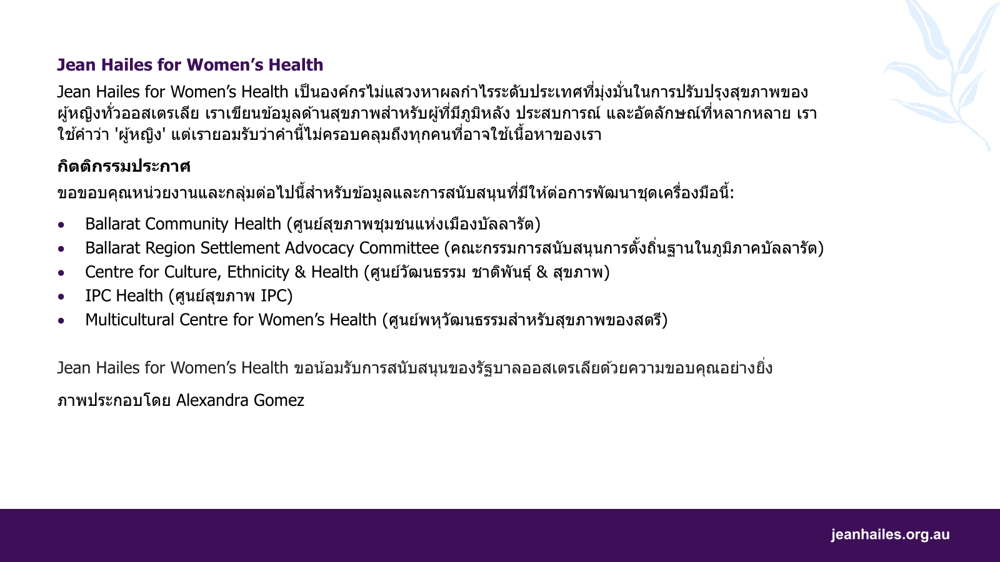 Jean Hailes for Women’s Health
Jean Hailes for Women’s Health เป็นองค์กรไม่แสวงหาผลกำไรระดับประเทศที่มุ่งมั่นในการปรับปรุงสุขภาพของ
ผู้หญิงทั่วออสเตรเลีย เราเขียนข้อมูลด้านสุขภาพสำหรับผู้ที่มีภูมิหลัง ประสบการณ์ และอัตลักษณ์ที่หลากหลาย เรา
ใช้คำว่า 'ผู้หญิง' แต่เรายอมรับว่าคำนี้ไม่ครอบคลุมถึงทุกคนที่อาจใช้เนื้อหาของเรา
กิตติกรรมประกาศ
ขอขอบคุณหน่วยงานและกลุ่มต่อไปนี้สำหรับข้อมูลและการสนับสนุนที่มีให้ต่อการพัฒนาชุดเครื่องมือนี้:
• Ballarat Community Health (ศูนย์สุขภาพชุมชนแห่งเมืองบัลลารัต)
• Ballarat Region Settlement Advocacy Committee (คณะกรรมการสนับสนุนการตั้งถิ่นฐานในภูมิภาคบัลลารัต)
• Centre for Culture, Ethnicity & Health (ศูนย์วัฒนธรรม ชาติพันธุ์ & สุขภาพ)
• IPC Health (ศูนย์สุขภาพ IPC)
• Multicultural Centre for Women’s Health (ศูนย์พหุวัฒนธรรมสำหรับสุขภาพของสตรี)
Jean Hailes for Women’s Health ขอน้อมรับการสนับสนุนของรัฐบาลออสเตรเลียด้วยความขอบคุณอย่างยิ่ง
ภาพประกอบโดย Alexandra Gomez
jeanhailes.org.au